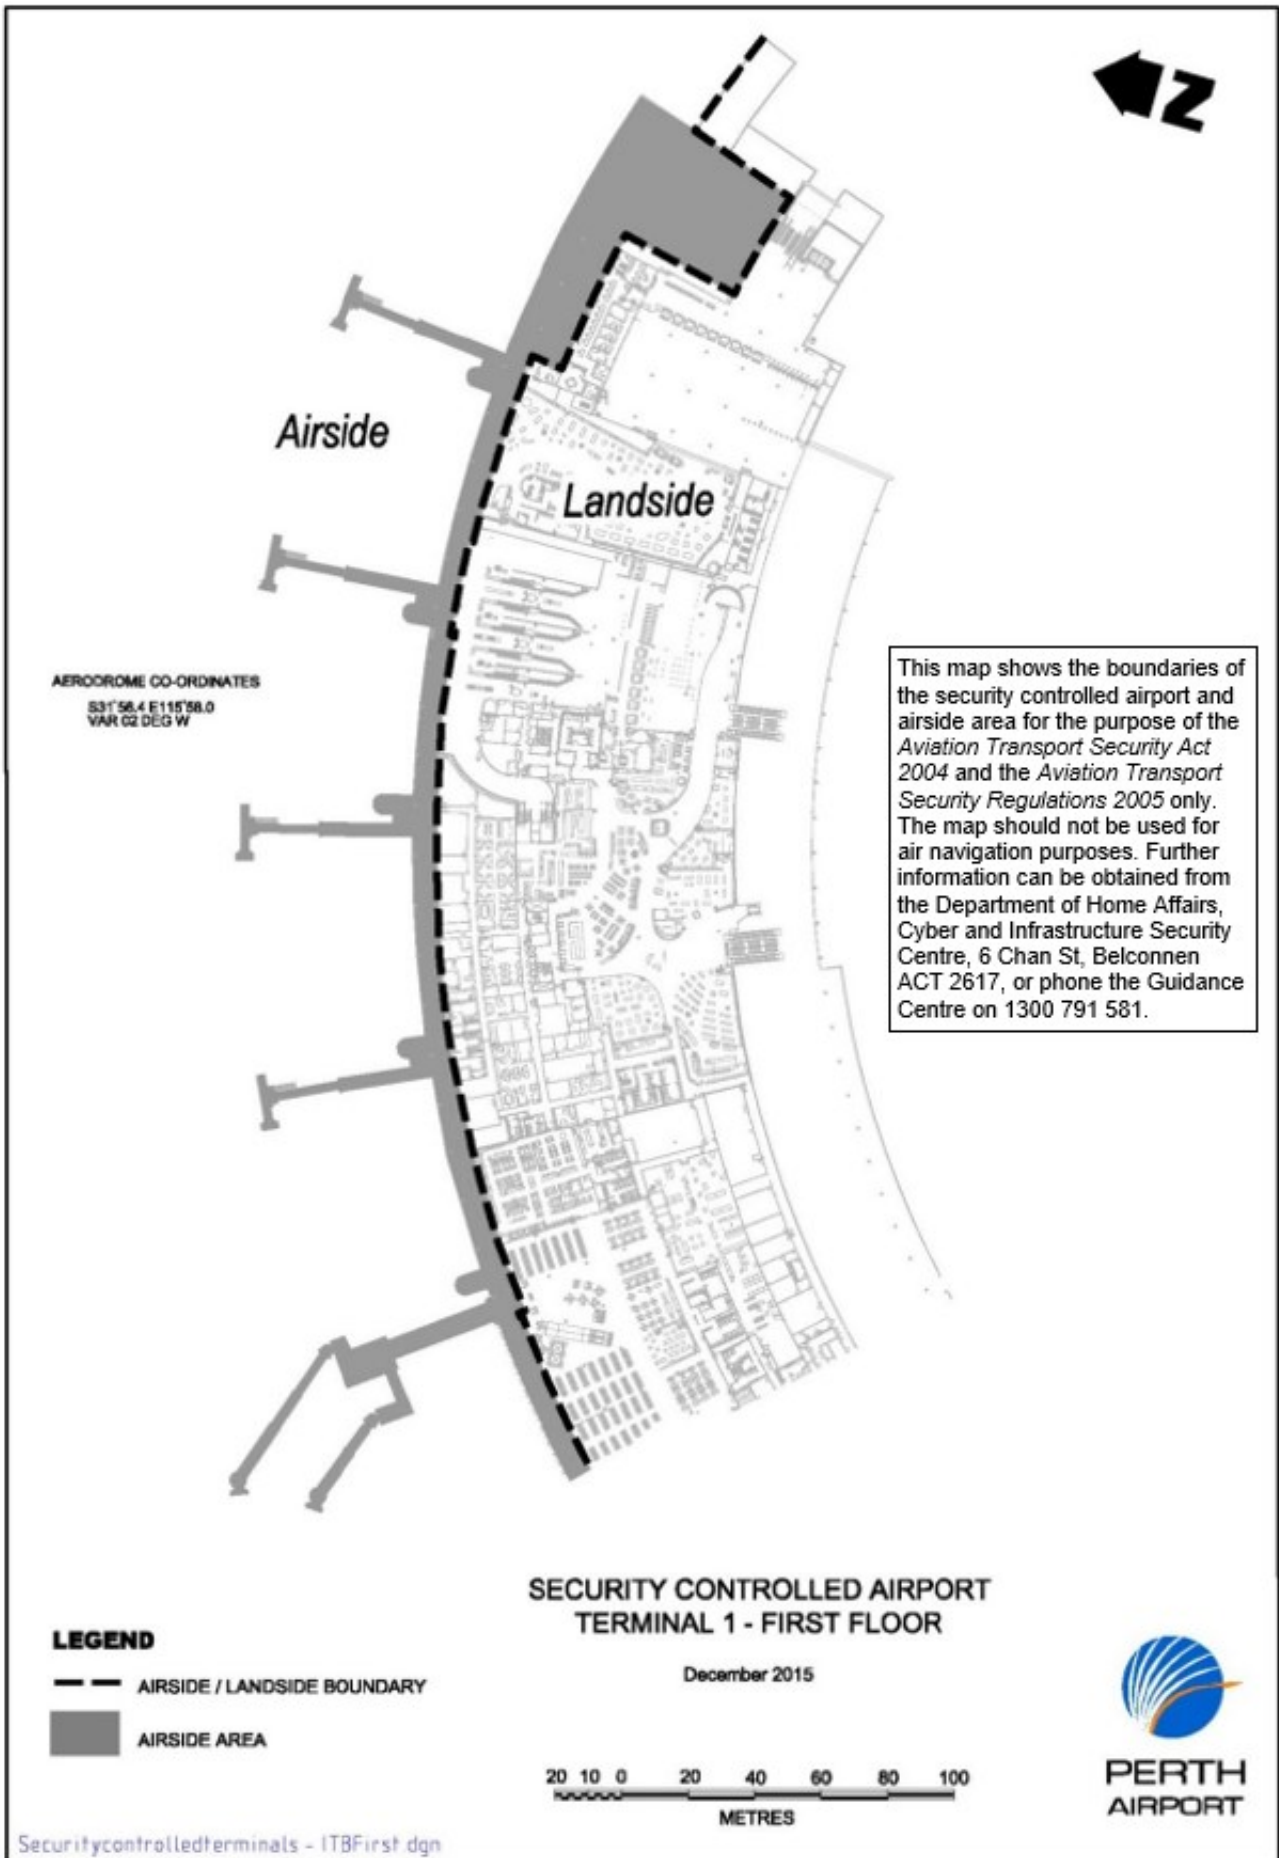 N
Airside
Landside
AERODROME CO-ORDINATES
S31°58.4 E115°58.0
VAR 02 DEG W
This map shows the boundaries of
the security controlled airport and
airside area for the purpose of the
Aviation Transport Security Act
2004 and the Aviation Transport
Security Regulations 2005 only.
The map should not be used for
air navigation purposes. Further
information can be obtained from
the Department of Home Affairs,
Cyber and Infrastructure Security
Centre, 6 Chan St, Belconnen
ACT 2617, or phone the Guidance
Centre on 1300 791 581.
SECURITY CONTROLLED AIRPORT
TERMINAL 1 - FIRST FLOOR
December 2015
LEGEND
AIRSIDE / LANDSIDE BOUNDARY
AIRSIDE AREA
20 10 0 20 40 60 80 100
METRES
PERTH
AIRPORT
Securitycontrolledterminals - ITBFirst.dgn